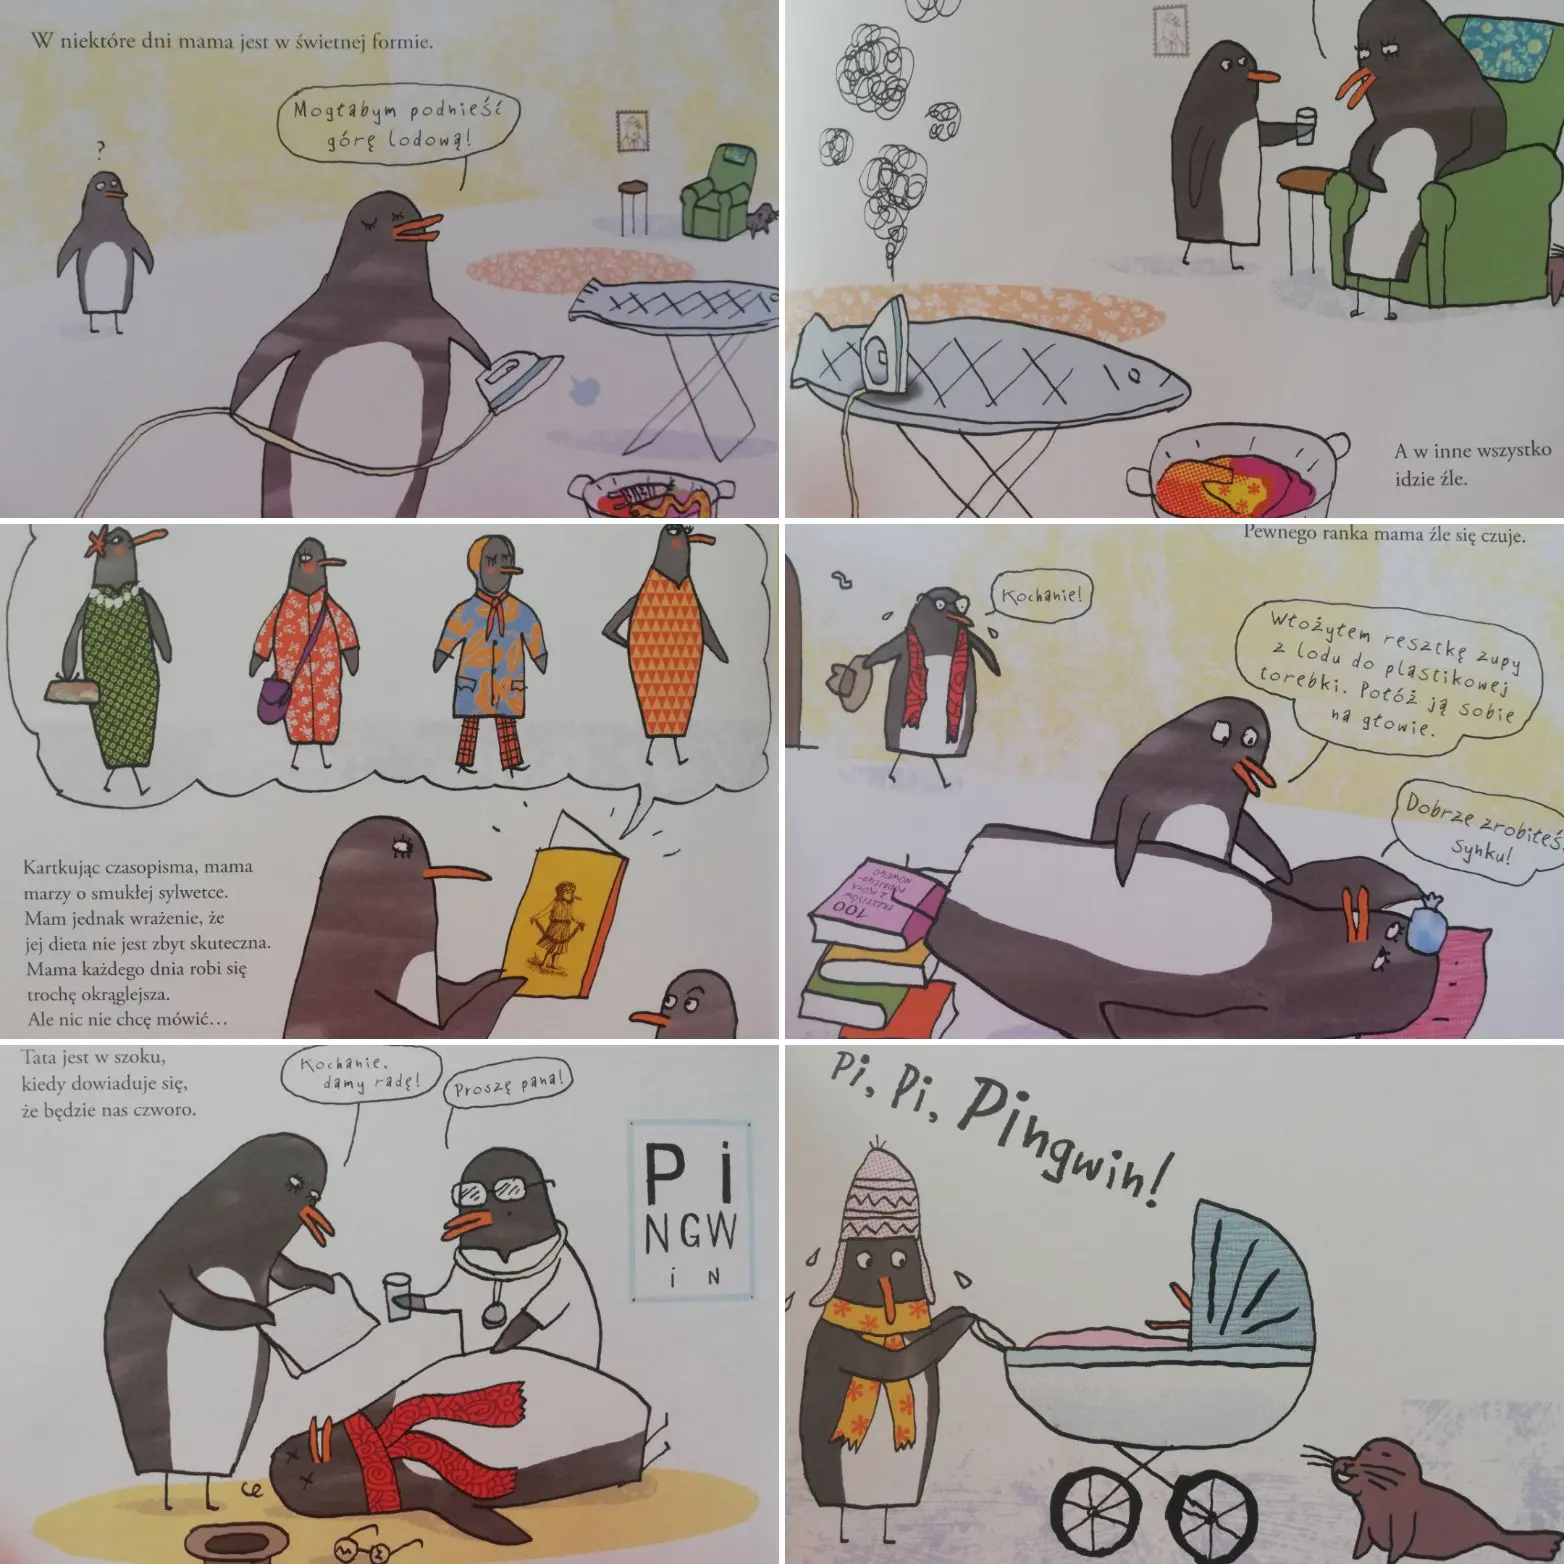 W niektóre dni mama jest w świetnej formie.
?
Mogłabym podnieść
górę lodową!
A w inne wszystko
idzie źle.
Kartkując czasopisma, mama
marzy o smukłej sylwetce.
Mam jednak wrażenie, że
jej dieta nie jest zbyt skuteczna.
Mama każdego dnia robi się
trochę okrąglejsza.
Ale nic nie chcę mówić...
Pewnego ranka mama źle się czuje.
Kochanie!
Włożyłem resztkę zupy
z lodu do plastikowej
torebki. Połóż ją sobie
na głowie.
Dobrze zrobiłeś,
synku!
100
PRZEPISÓW
Z FOCA
PODBIEGU-
NOWEGO
Tata jest w szoku,
kiedy dowiaduje się,
że będzie nas czworo.
Kochanie,
damy radę!
Proszę pana!
P i
NGW
i N
Pi, Pi, Pingwin!